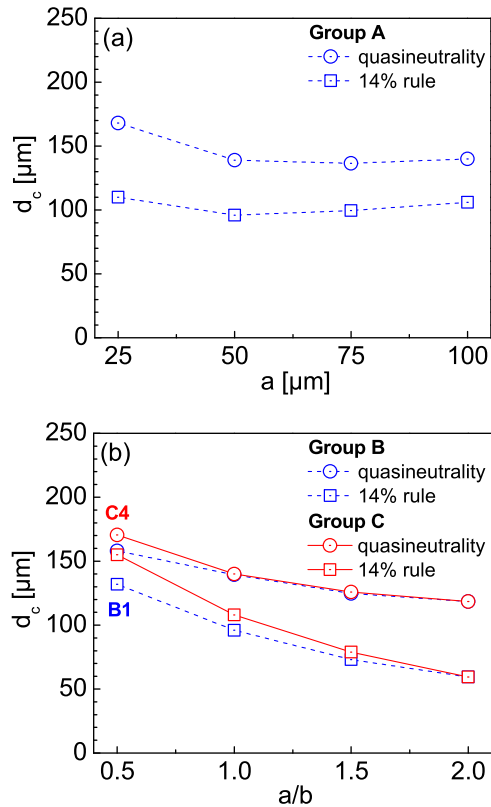 (a)
Group A
quasineutrality
14% rule
250
200
150
100
50
0
d_c [µm]
25 50 75 100
a [µm]
(b)
Group B
quasineutrality
14% rule
Group C
quasineutrality
14% rule
C4
B1
250
200
150
100
50
0
d_c [µm]
0.5 1.0 1.5 2.0
a/b